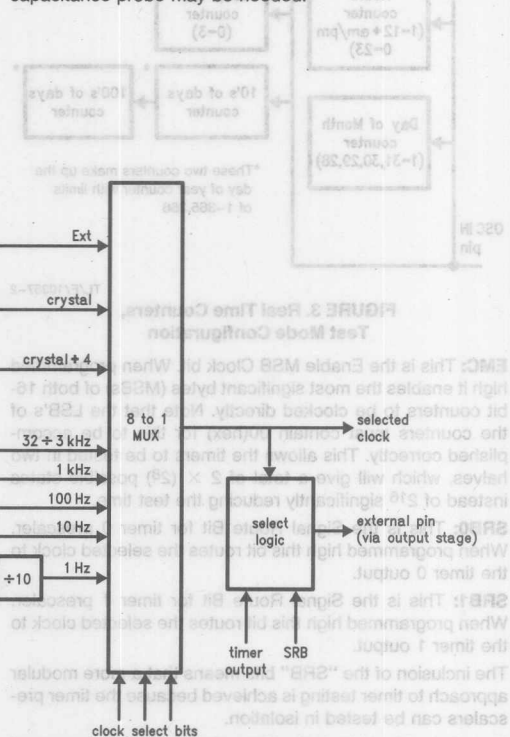 capacitance probe may be needed.
Ext
crystal
crystal ÷ 4
32 ÷ 3 kHz
1 kHz
100 Hz
10 Hz
÷10
1 Hz
8 to 1
MUX
selected
clock
select
logic
external pin
(via output stage)
timer
output
SRB
clock select bits
counter
(0–3)
counter
(1–12 + am/pm
0–23)
100's of days
counter
10's of days
counter
Day of Month
counter
(1–31,30,29,28)
*These two counters make up the
day of year counter with limits
of 1–365,366
OSC IN
pin
FIGURE 3. Real Time Counters,
Test Mode Configuration
EMC: This is the Enable MSB Clock bit. When programmed
high it enables the most significant bytes (MSBs) of both 16-
bit counters to be clocked directly. Note that the LSB's of
the counters contain for to be accom-
plished correctly. This allows the timers to be in two
halves, which will give a total of 2 × (2⁸) states
instead of 2¹⁶ significantly reducing the test time.
SRB0: This is the Signal Route Bit for timer 0 prescaler.
When programmed high this bit routes the selected clock to
the timer 0 output.
SRB1: This is the Signal Route Bit for timer 1 prescaler.
When programmed high this bit routes the selected clock to
the timer 1 output.
The inclusion of the "SRB" bits means that a more moduler
approach to timer testing is achieved because the timer pre-
scalers can be tested in isolation.